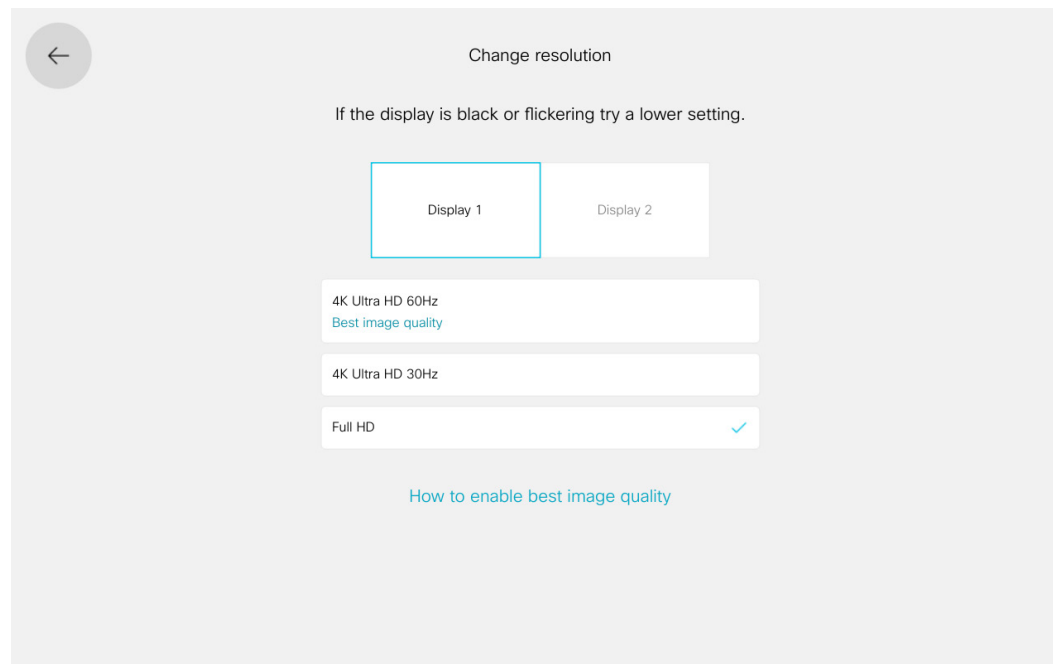 Change resolution
If the display is black or flickering try a lower setting.
Display 1
Display 2
4K Ultra HD 60Hz
Best image quality
4K Ultra HD 30Hz
Full HD
How to enable best image quality